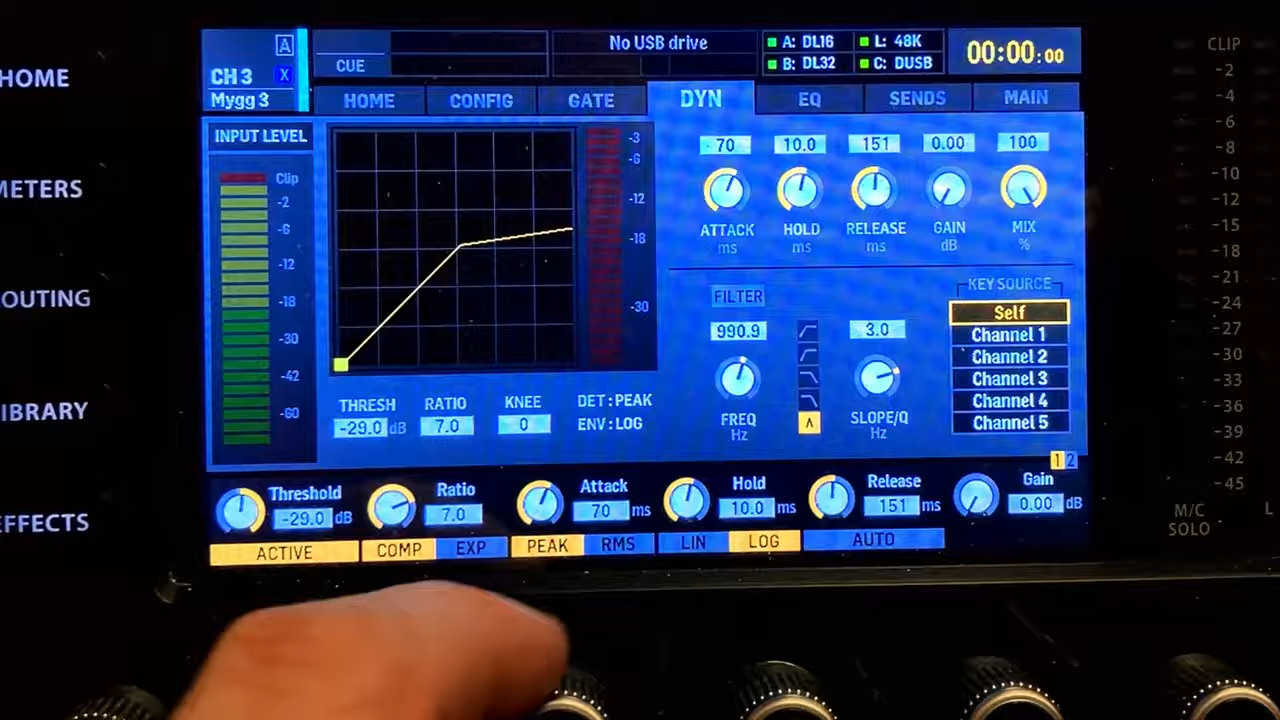 HOME
METERS
OUTING
IBRARY
EFFECTS
A
CH 3 X
Mygg 3
CUE
No USB drive
A: DL16 L: 48K
B: DL32 C: DUSB
00:00:00
HOME CONFIG GATE DYN EQ SENDS MAIN
INPUT LEVEL
Clip
-2
-6
-12
-18
-30
-42
-60
-3
-6
-12
-18
-30
THRESH RATIO KNEE DET:PEAK
-29.0 dB 7.0 0 ENV:LOG
70 10.0 151 0.00 100
ATTACK HOLD RELEASE GAIN MIX
ms ms ms dB %
FILTER
990.9 3.0
FREQ SLOPE/Q
Hz Hz
KEY SOURCE
Self
Channel 1
Channel 2
Channel 3
Channel 4
Channel 5
1 2
Threshold Ratio Attack Hold Release Gain
-29.0 dB 7.0 70 ms 10.0 ms 151 ms 0.00 dB
ACTIVE COMP EXP PEAK RMS LIN LOG AUTO
CLIP
-2
-4
-6
-8
-10
-12
-15
-18
-21
-24
-27
-30
-33
-36
-39
-42
-45
M/C L
SOLO